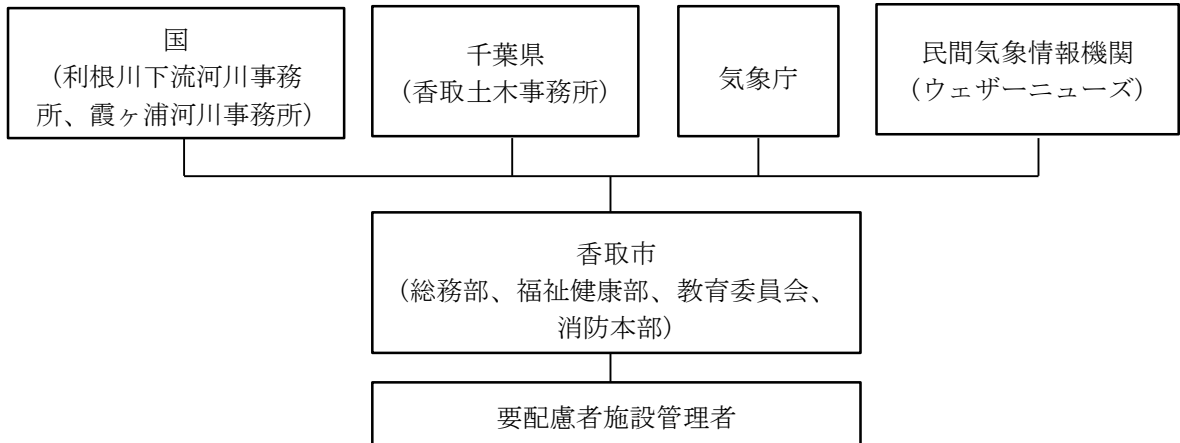 国
(利根川下流河川事務
所、霞ヶ浦河川事務所)
千葉県
(香取土木事務所)
気象庁
民間気象情報機関
(ウェザーニューズ)
香取市
(総務部、福祉健康部、教育委員会、
消防本部)
要配慮者施設管理者